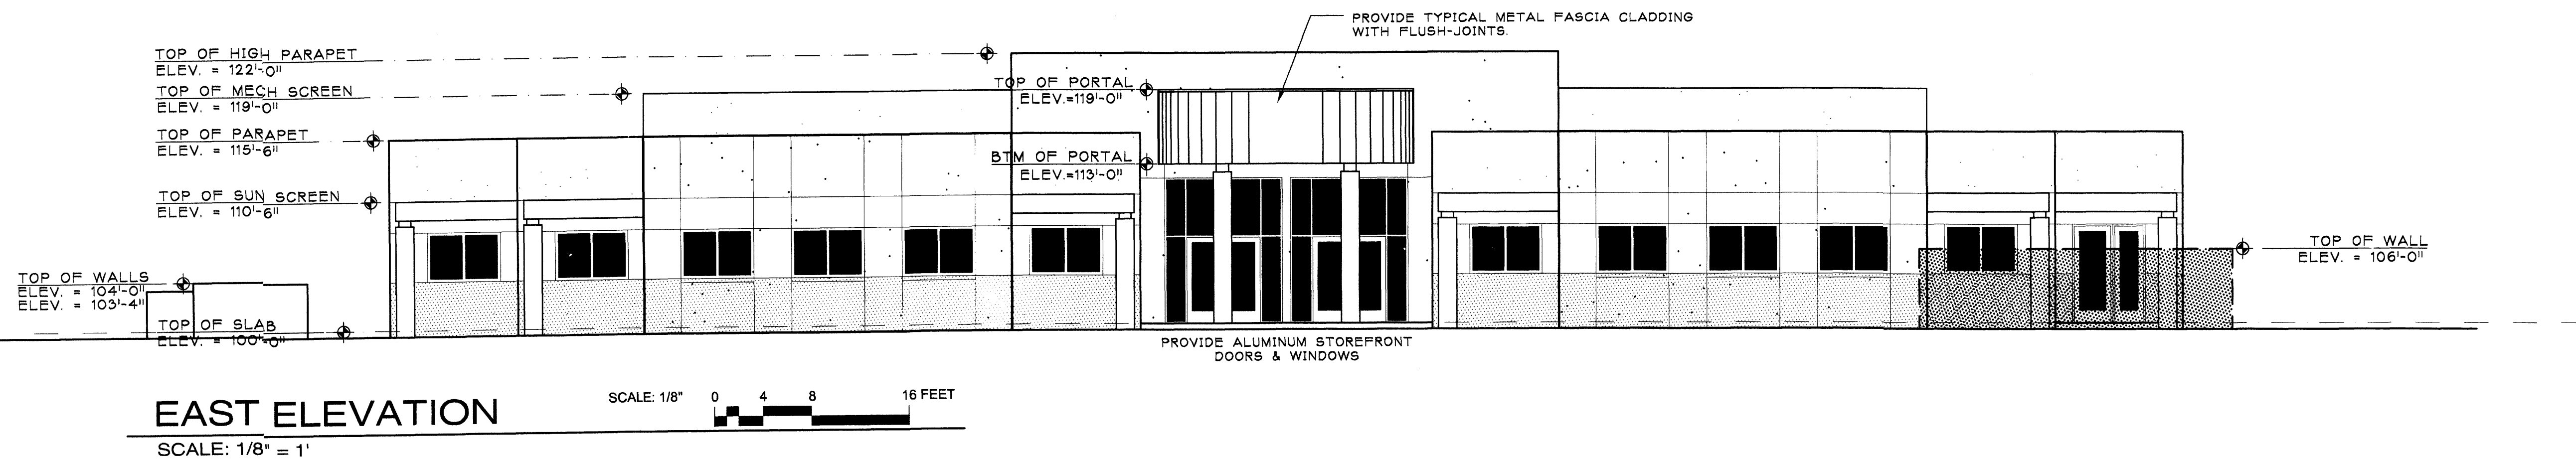 PROVIDE TYPICAL METAL FASCIA CLADDING
WITH FLUSH-JOINTS.
TOP OF HIGH PARAPET
ELEV. = 122'-0"
TOP OF MECH SCREEN
ELEV. = 119'-0"
TOP OF PORTAL
ELEV.=119'-0"
TOP OF PARAPET
ELEV. = 115'-6"
BTM OF PORTAL
ELEV.=113'-0"
TOP OF SUN SCREEN
ELEV. = 110'-6"
TOP OF WALL
ELEV. = 106'-0"
TOP OF WALLS
ELEV. = 104'-0"
ELEV. = 103'-4"
TOP OF SLAB
ELEV. = 100'-0"
PROVIDE ALUMINUM STOREFRONT
DOORS & WINDOWS
EAST ELEVATION
SCALE: 1/8" = 1'
SCALE: 1/8" 0 4 8 16 FEET